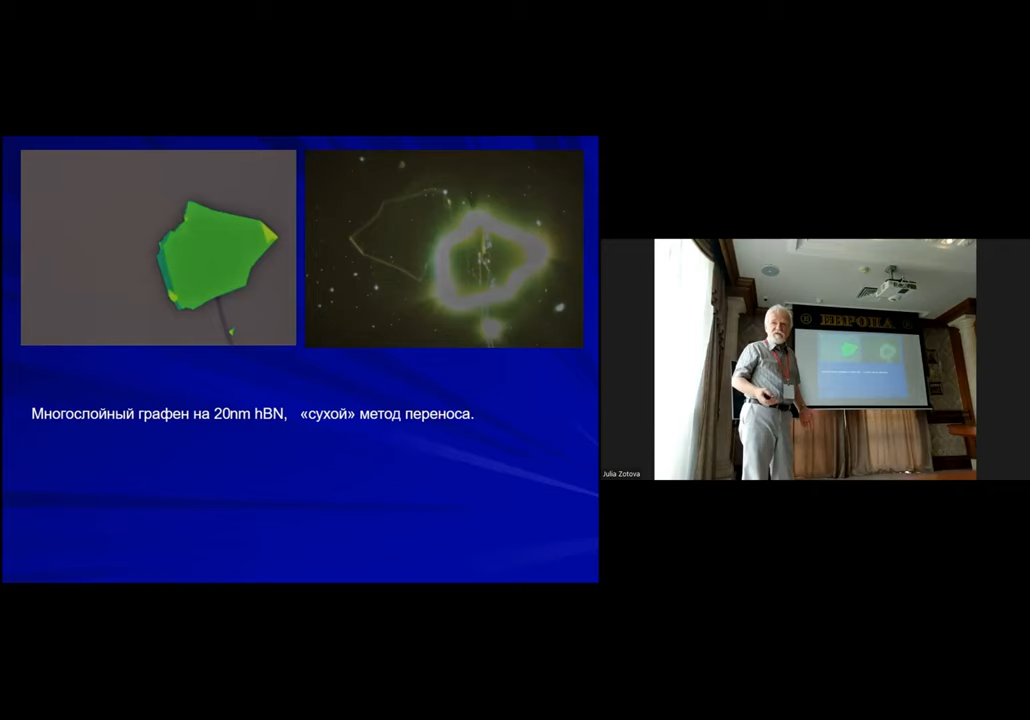 Многослойный графен на 20nm hBN, «сухой» метод переноса.
Julia Zotova
ЕВРОПА